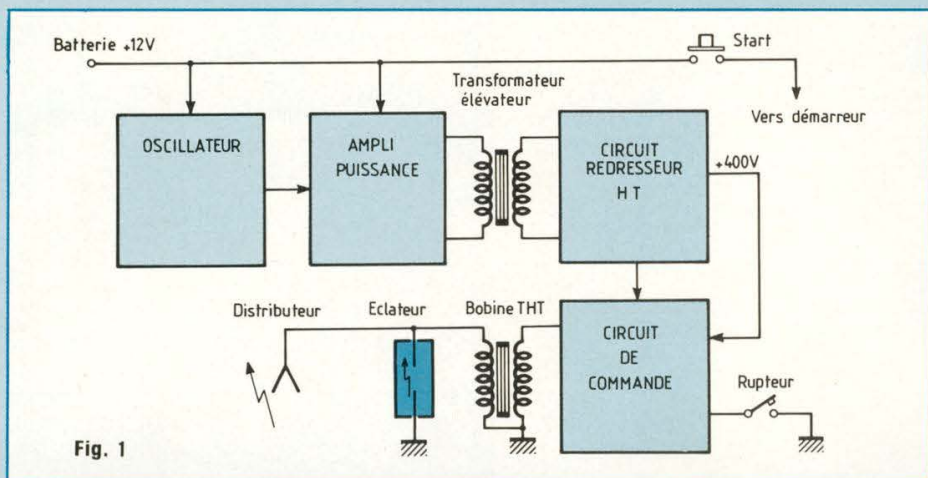 Batterie +12V
Start
Transformateur
élévateur
Vers démarreur
OSCILLATEUR
AMPLI
PUISSANCE
CIRCUIT
REDRESSEUR
H T
+400V
Distributeur
Eclateur
Bobine THT
CIRCUIT
DE
COMMANDE
Rupteur
Fig. 1